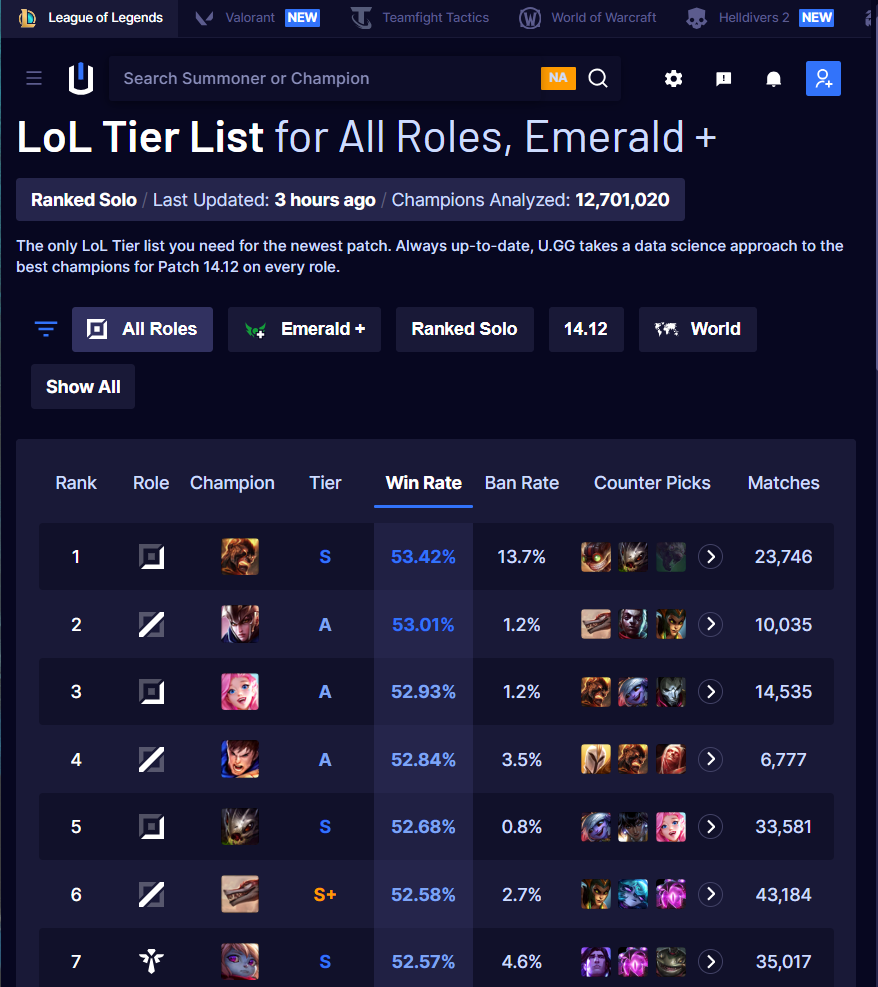 League of Legends Valorant NEW Teamfight Tactics World of Warcraft Helldivers 2 NEW
Search Summoner or Champion NA
LoL Tier List for All Roles, Emerald +
Ranked Solo / Last Updated: 3 hours ago / Champions Analyzed: 12,701,020
The only LoL Tier list you need for the newest patch. Always up-to-date, U.GG takes a data science approach to the
best champions for Patch 14.12 on every role.
All Roles Emerald + Ranked Solo 14.12 World
Show All
Rank Role Champion Tier Win Rate Ban Rate Counter Picks Matches
1 S 53.42% 13.7% 23,746
2 A 53.01% 1.2% 10,035
3 A 52.93% 1.2% 14,535
4 A 52.84% 3.5% 6,777
5 S 52.68% 0.8% 33,581
6 S+ 52.58% 2.7% 43,184
7 S 52.57% 4.6% 35,017